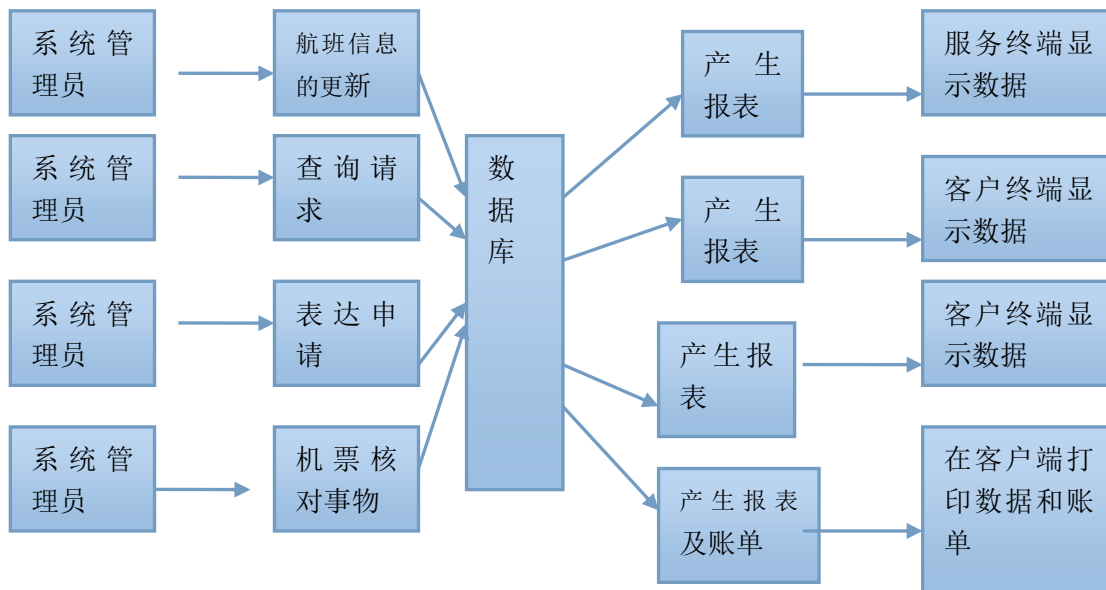 系统管
理员
航班信息
的更新
产生
报表
服务终端显
示数据
系统管
理员
查询请
求
数
据
库
产生
报表
客户终端显
示数据
系统管
理员
表达申
请
产生报
表
客户终端显
示数据
系统管
理员
机票核
对事物
产生报表
及账单
在客户端打
印数据和账
单